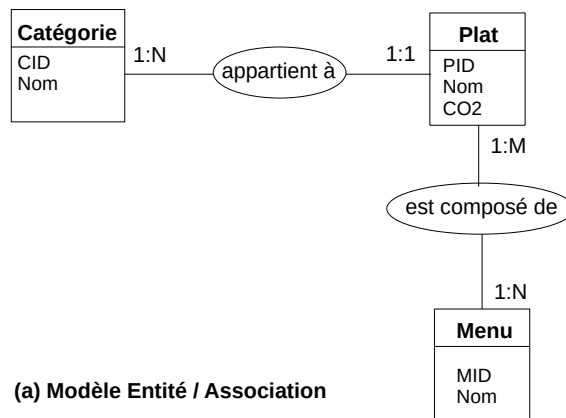 Catégorie
CID
Nom
1:N
appartient à
1:1
Plat
PID
Nom
CO2
1:M
est composé de
1:N
Menu
MID
Nom
(a) Modèle Entité / Association